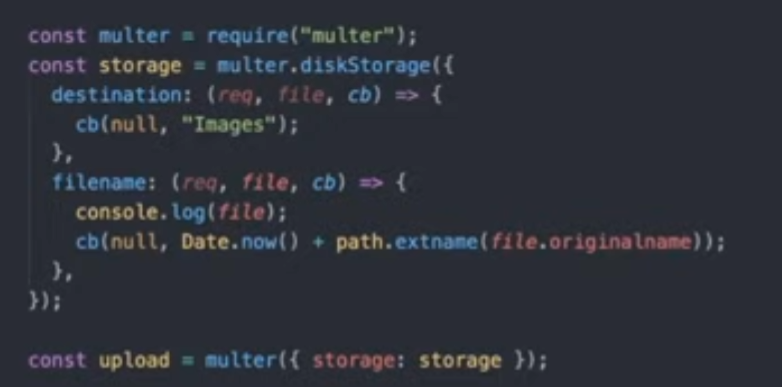 const multer = require("multer");
const storage = multer.diskStorage({
destination: (req, file, cb) => {
cb(null, "Images");
},
filename: (req, file, cb) => {
console.log(file);
cb(null, Date.now() + path.extname(file.originalname));
},
});
const upload = multer({ storage: storage });